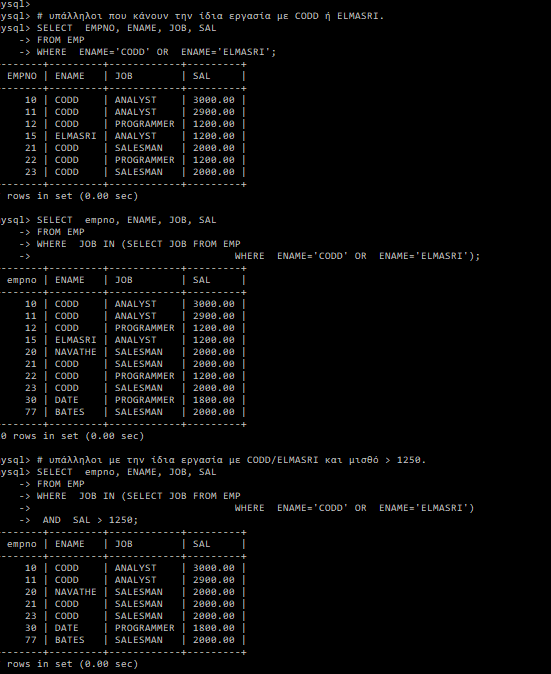 ysql>
ysql> # υπάλληλοι που κάνουν την ίδια εργασία με CODD ή ELMASRI.
ysql> SELECT  EMPNO, ENAME, JOB, SAL
    -> FROM EMP
    -> WHERE  ENAME='CODD' OR  ENAME='ELMASRI';
-------+---------+------------+---------+
 EMPNO | ENAME   | JOB        | SAL     |
-------+---------+------------+---------+
    10 | CODD    | ANALYST    | 3000.00 |
    11 | CODD    | ANALYST    | 2900.00 |
    12 | CODD    | PROGRAMMER | 1200.00 |
    15 | ELMASRI | ANALYST    | 1200.00 |
    21 | CODD    | SALESMAN   | 2000.00 |
    22 | CODD    | PROGRAMMER | 1200.00 |
    23 | CODD    | SALESMAN   | 2000.00 |
-------+---------+------------+---------+
 rows in set (0.00 sec)
ysql> SELECT  empno, ENAME, JOB, SAL
    -> FROM EMP
    -> WHERE  JOB IN (SELECT JOB FROM EMP
    ->                                  WHERE  ENAME='CODD' OR  ENAME='ELMASRI');
-------+---------+------------+---------+
 empno | ENAME   | JOB        | SAL     |
-------+---------+------------+---------+
    10 | CODD    | ANALYST    | 3000.00 |
    11 | CODD    | ANALYST    | 2900.00 |
    12 | CODD    | PROGRAMMER | 1200.00 |
    15 | ELMASRI | ANALYST    | 1200.00 |
    20 | NAVATHE | SALESMAN   | 2000.00 |
    21 | CODD    | SALESMAN   | 2000.00 |
    22 | CODD    | PROGRAMMER | 1200.00 |
    23 | CODD    | SALESMAN   | 2000.00 |
    30 | DATE    | PROGRAMMER | 1800.00 |
    77 | BATES   | SALESMAN   | 2000.00 |
-------+---------+------------+---------+
0 rows in set (0.00 sec)
ysql> # υπάλληλοι με την ίδια εργασία με CODD/ELMASRI και μισθό > 1250.
ysql> SELECT  empno, ENAME, JOB, SAL
    -> FROM EMP
    -> WHERE  JOB IN (SELECT JOB FROM EMP
    ->                                  WHERE  ENAME='CODD' OR  ENAME='ELMASRI')
    ->  AND  SAL > 1250;
-------+---------+------------+---------+
 empno | ENAME   | JOB        | SAL     |
-------+---------+------------+---------+
    10 | CODD    | ANALYST    | 3000.00 |
    11 | CODD    | ANALYST    | 2900.00 |
    20 | NAVATHE | SALESMAN   | 2000.00 |
    21 | CODD    | SALESMAN   | 2000.00 |
    23 | CODD    | SALESMAN   | 2000.00 |
    30 | DATE    | PROGRAMMER | 1800.00 |
    77 | BATES   | SALESMAN   | 2000.00 |
-------+---------+------------+---------+
 rows in set (0.00 sec)